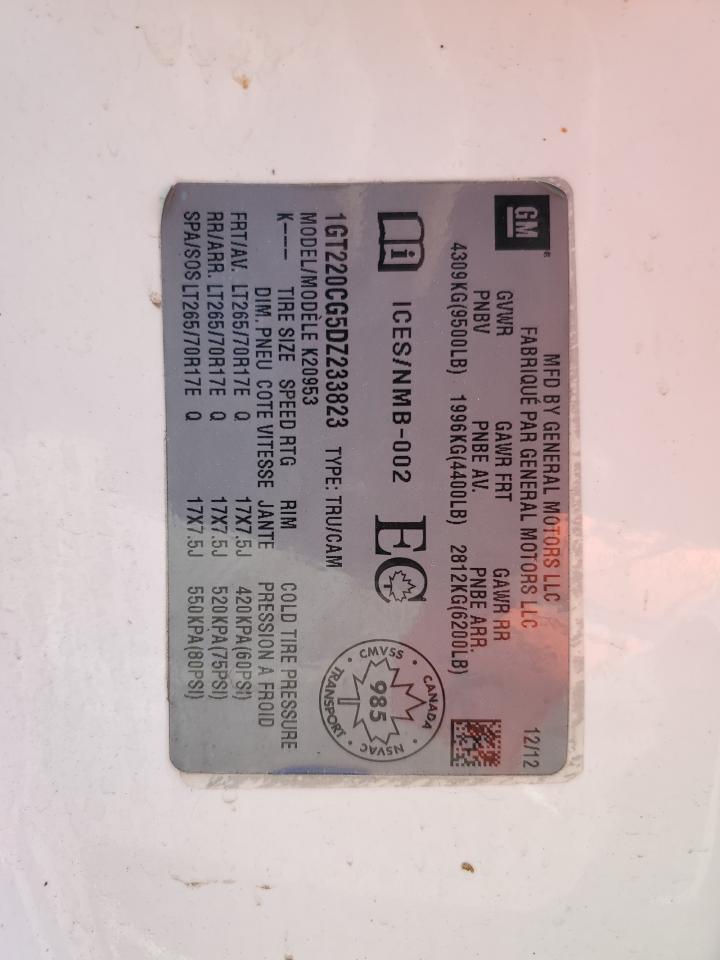 GM®
MFD BY GENERAL MOTORS LLC 12/12
FABRIQUÉ PAR GENERAL MOTORS LLC
GVWR GAWR FRT GAWR RR
PNBV PNBE AV. PNBE ARR.
4309KG(9500LB) 1996KG(4400LB) 2812KG(6200LB)
i ICES/NMB-002 EC T
CMVSS • CANADA • NSVAC • TRANSPORT •
985
1GT220CG5DZ233823 TYPE: TRU/CAM
MODEL/MODÈLE K20953
K--- TIRE SIZE SPEED RTG RIM COLD TIRE PRESSURE
DIM. PNEU COTE VITESSE JANTE PRESSION A FROID
FRT/AV. LT265/70R17E Q 17X7.5J 420KPA(60PSI)
RR/ARR. LT265/70R17E Q 17X7.5J 520KPA(75PSI)
SPA/SOS LT265/70R17E Q 17X7.5J 550KPA(80PSI)